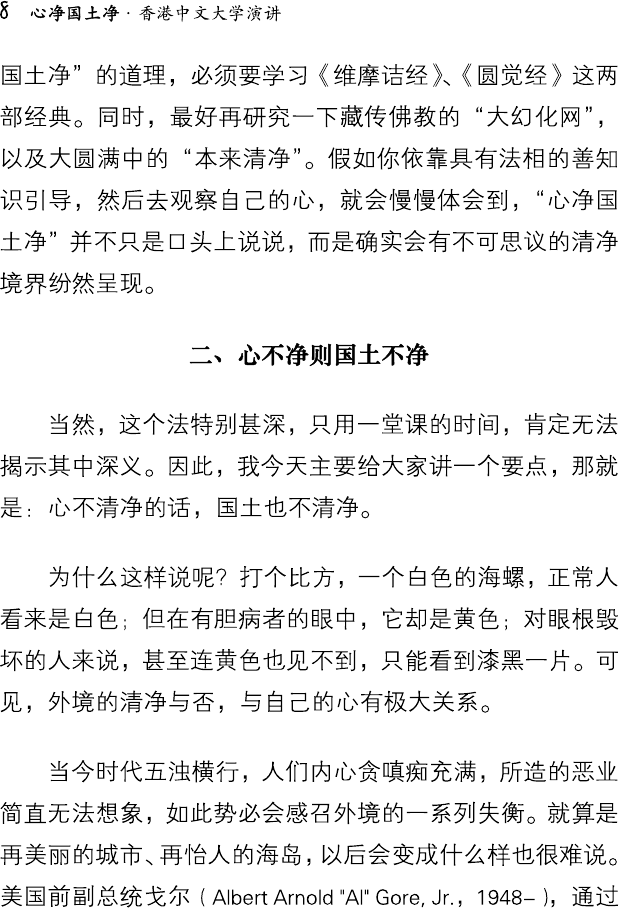 8 心净国土净·香港中文大学演讲
国土净”的道理，必须要学习《维摩诘经》、《圆觉经》这两
部经典。同时，最好再研究一下藏传佛教的“大幻化网”，
以及大圆满中的“本来清净”。假如你依靠具有法相的善知
识引导，然后去观察自己的心，就会慢慢体会到，“心净国
土净”并不只是口头上说说，而是确实会有不可思议的清净
境界纷然呈现。
二、心不净则国土不净
当然，这个法特别甚深，只用一堂课的时间，肯定无法
揭示其中深义。因此，我今天主要给大家讲一个要点，那就
是：心不清净的话，国土也不清净。
为什么这样说呢？打个比方，一个白色的海螺，正常人
看来是白色；但在有胆病者的眼中，它却是黄色；对眼根毁
坏的人来说，甚至连黄色也见不到，只能看到漆黑一片。可
见，外境的清净与否，与自己的心有极大关系。
当今时代五浊横行，人们内心贪嗔痴充满，所造的恶业
简直无法想象，如此势必会感召外境的一系列失衡。就算是
再美丽的城市、再怡人的海岛，以后会变成什么样也很难说。
美国前副总统戈尔（Albert Arnold "Al" Gore, Jr.，1948–），通过